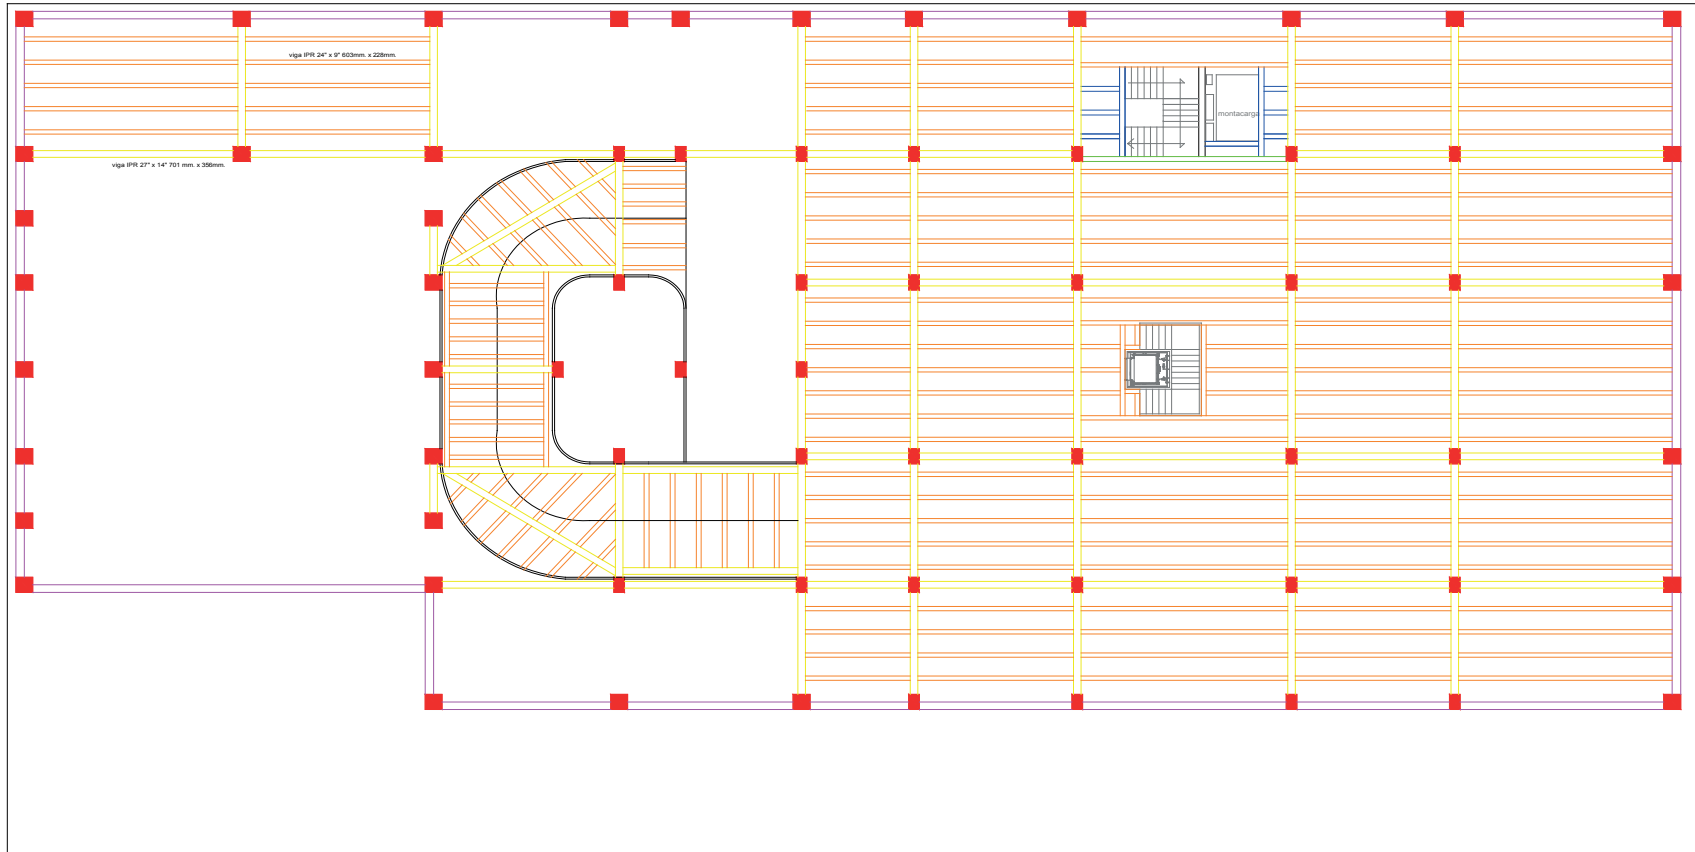 viga IPR 24" x 9" 603mm. x 228mm.
montacarga
viga IPR 27" x 14" 701 mm. x 356mm.